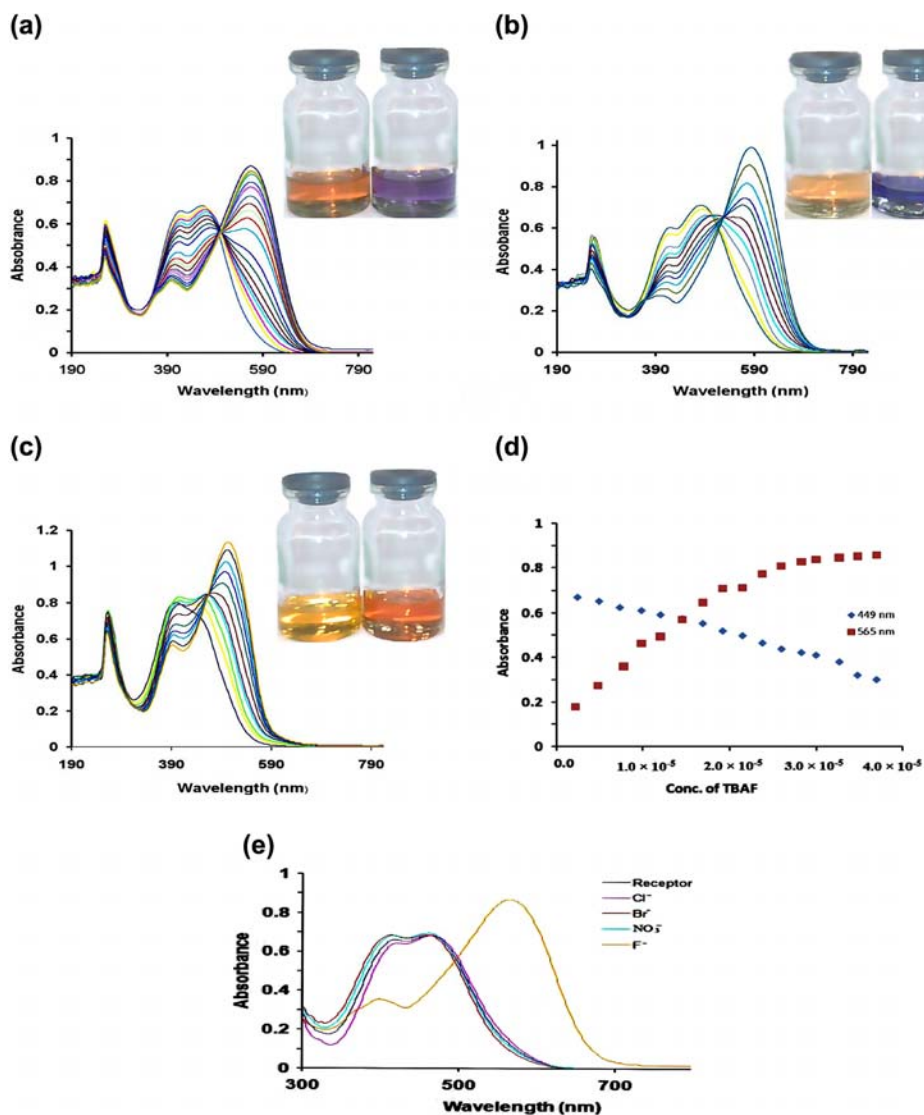 (a)
1
0.8
0.6
0.4
0.2
0
190
390
590
790
Absobrance
Wavelength (nm)
(b)
1
0.8
0.6
0.4
0.2
0
190
390
590
790
Absobance
Wavelength (nm)
(c)
1.2
1
0.8
0.6
0.4
0.2
0
190
390
590
790
Absorbance
Wavelength (nm)
(d)
1
0.8
0.6
0.4
0.2
0
0.0
1.0 × 10⁻⁵
2.0 × 10⁻⁵
3.0 × 10⁻⁵
4.0 × 10⁻⁵
Absorbance
Conc. of TBAF
449 nm
565 nm
(e)
1
0.8
0.6
0.4
0.2
0
300
500
700
Absorbance
Wavelength (nm)
Receptor
Cl⁻
Br⁻
NO₃⁻
F⁻